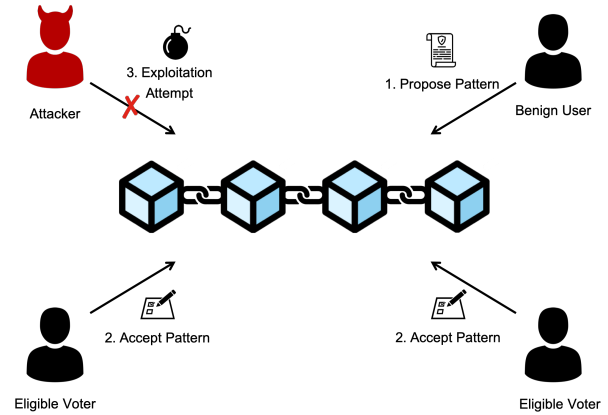 3. Exploitation
Attempt
Attacker
1. Propose Pattern
Benign User
2. Accept Pattern
Eligible Voter
2. Accept Pattern
Eligible Voter